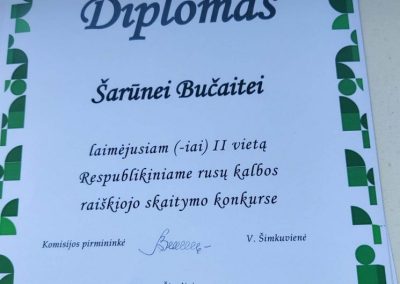 Diplomas
Šarūnei Bučaitei
laimėjusiam (-iai) II vietą
Respublikiniame rusų kalbos
raiškiojo skaitymo konkurse
Komisijos pirmininkė V. Šimkuvienė